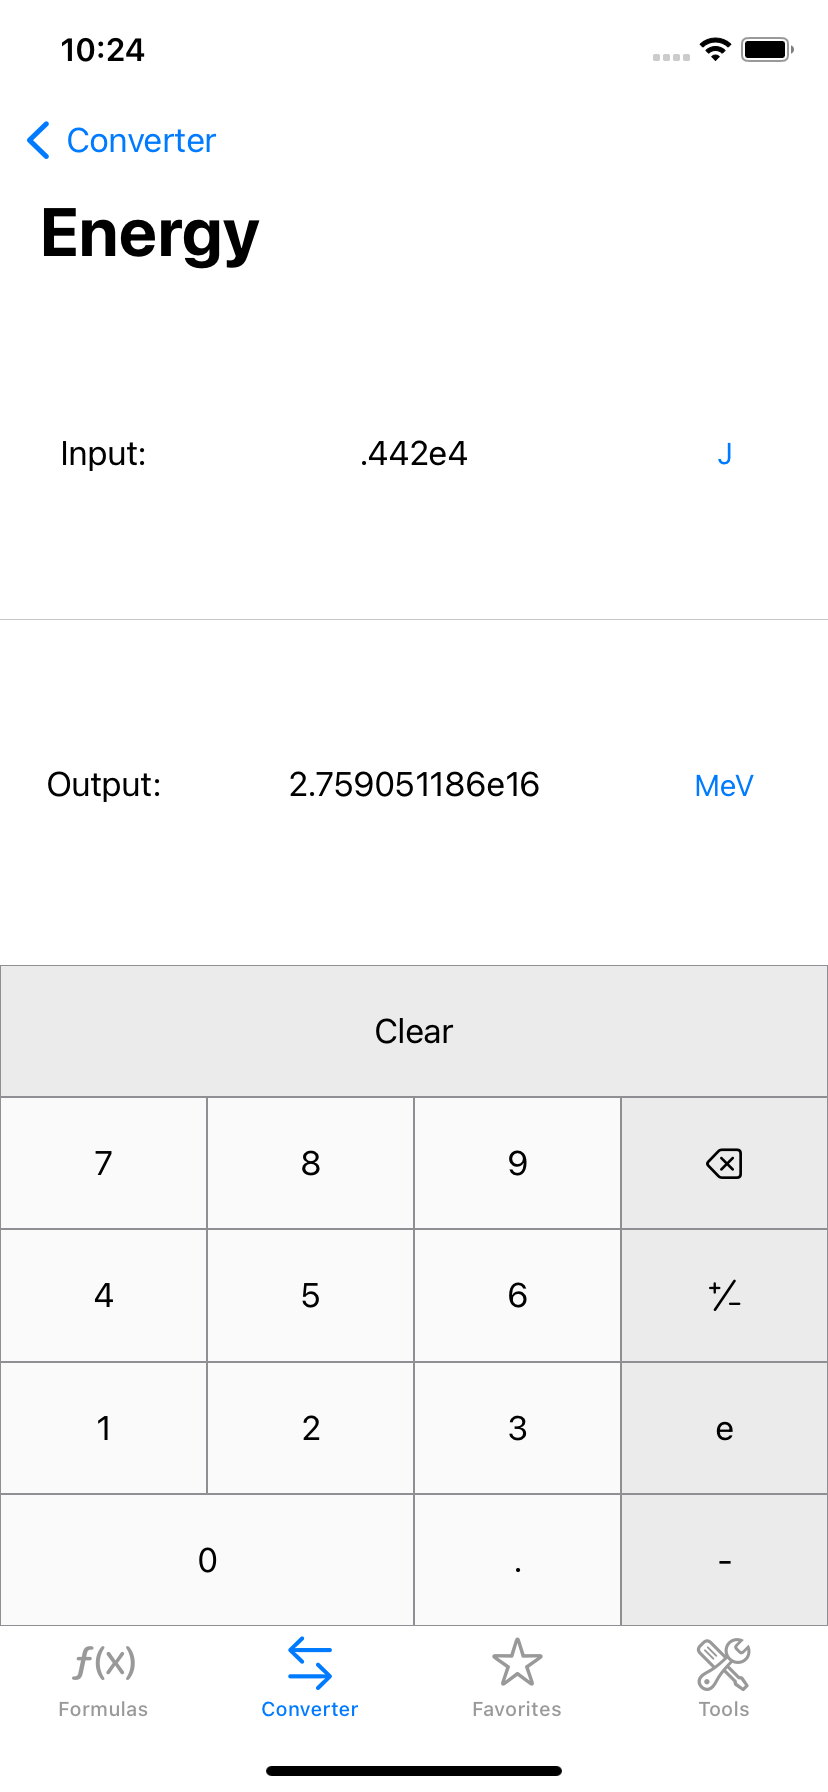 10:24
Converter
Energy
Input: .442e4 J
Output: 2.759051186e16 MeV
Clear
7 8 9
4 5 6 +/-
1 2 3 e
0 . -
f(x)
Formulas Converter Favorites Tools